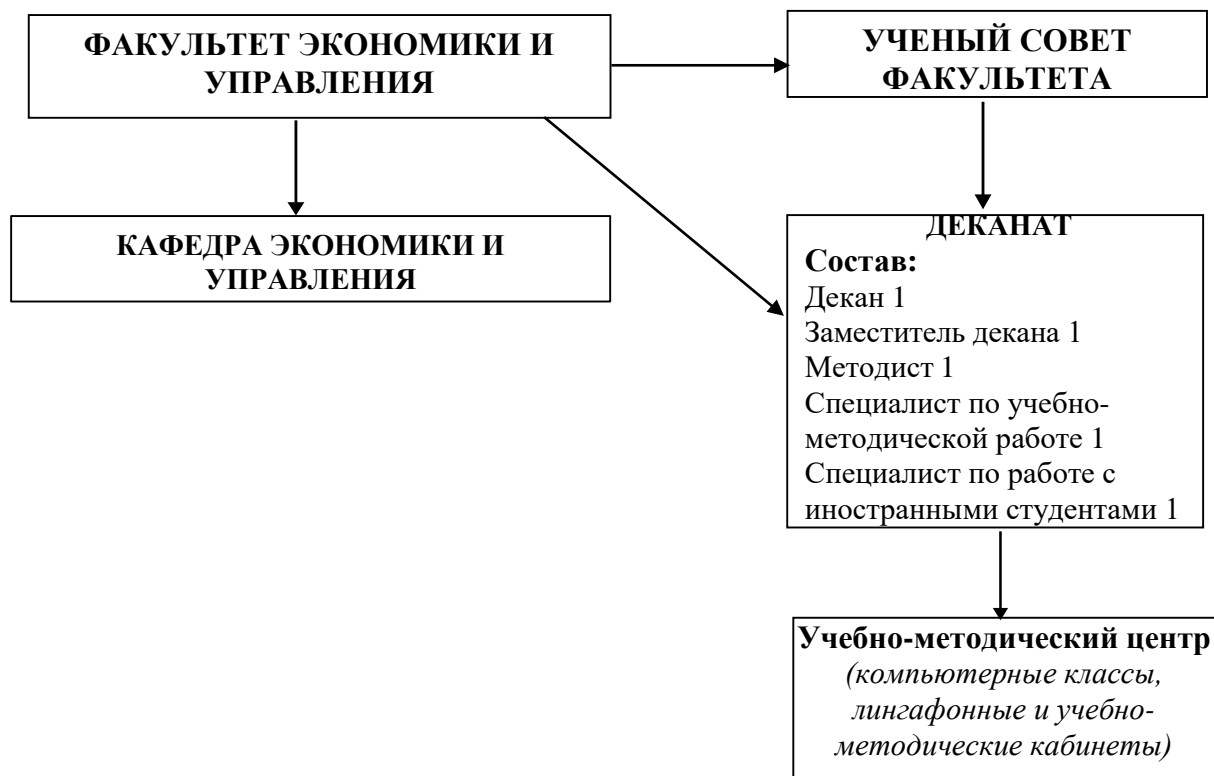 ФАКУЛЬТЕТ ЭКОНОМИКИ И
УПРАВЛЕНИЯ
УЧЕНЫЙ СОВЕТ
ФАКУЛЬТЕТА
КАФЕДРА ЭКОНОМИКИ И
УПРАВЛЕНИЯ
ДЕКАНАТ
Состав:
Декан 1
Заместитель декана 1
Методист 1
Специалист по учебно-
методической работе 1
Специалист по работе с
иностранными студентами 1
Учебно-методический центр
(компьютерные классы,
лингафонные и учебно-
методические кабинеты)